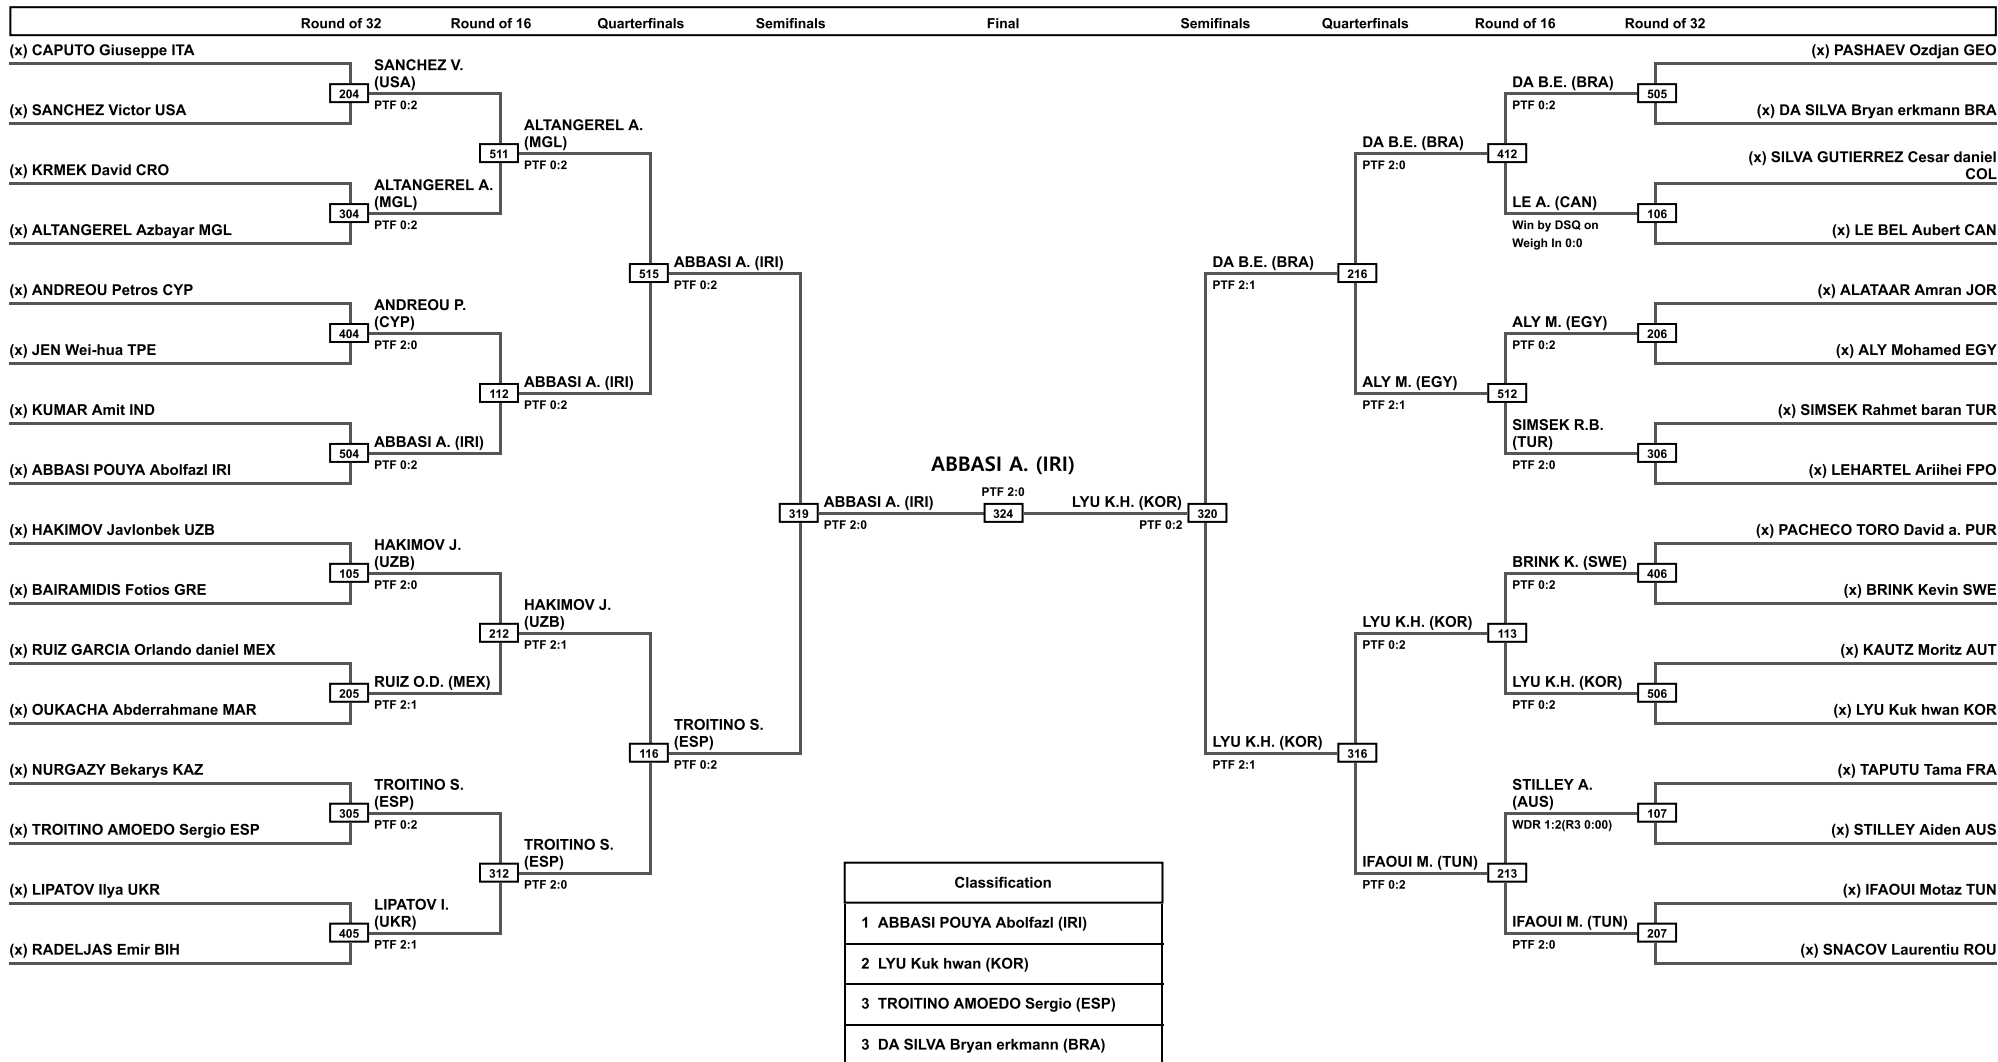 Round of 32
Round of 16
Quarterfinals
Semifinals
Final
Semifinals
Quarterfinals
Round of 16
Round of 32
(x) CAPUTO Giuseppe ITA
(x) SANCHEZ Victor USA
(x) KRMEK David CRO
(x) ALTANGEREL Azbayar MGL
(x) ANDREOU Petros CYP
(x) JEN Wei-hua TPE
(x) KUMAR Amit IND
(x) ABBASI POUYA Abolfazl IRI
(x) HAKIMOV Javlonbek UZB
(x) BAIRAMIDIS Fotios GRE
(x) RUIZ GARCIA Orlando daniel MEX
(x) OUKACHA Abderrahmane MAR
(x) NURGAZY Bekarys KAZ
(x) TROITINO AMOEDO Sergio ESP
(x) LIPATOV Ilya UKR
(x) RADELJAS Emir BIH
204
SANCHEZ V.
(USA)
PTF 0:2
304
ALTANGEREL A.
(MGL)
PTF 0:2
404
ANDREOU P.
(CYP)
PTF 2:0
504
ABBASI A. (IRI)
PTF 0:2
105
HAKIMOV J.
(UZB)
PTF 2:0
205
RUIZ O.D. (MEX)
PTF 2:1
305
TROITINO S.
(ESP)
PTF 0:2
405
LIPATOV I.
(UKR)
PTF 2:1
511
ALTANGEREL A.
(MGL)
PTF 0:2
112
ABBASI A. (IRI)
PTF 0:2
212
HAKIMOV J.
(UZB)
PTF 2:1
312
TROITINO S.
(ESP)
PTF 2:0
515
ABBASI A. (IRI)
PTF 0:2
116
TROITINO S.
(ESP)
PTF 0:2
319
ABBASI A. (IRI)
PTF 2:0
ABBASI A. (IRI)
PTF 2:0
324
LYU K.H. (KOR)
PTF 0:2
320
DA B.E. (BRA)
PTF 2:1
216
LYU K.H. (KOR)
PTF 2:1
316
DA B.E. (BRA)
PTF 2:0
412
ALY M. (EGY)
PTF 2:1
512
LYU K.H. (KOR)
PTF 0:2
113
IFAOUI M. (TUN)
PTF 0:2
213
DA B.E. (BRA)
PTF 0:2
505
LE A. (CAN)
Win by DSQ on
Weigh In 0:0
106
ALY M. (EGY)
PTF 0:2
206
SIMSEK R.B.
(TUR)
PTF 2:0
306
BRINK K. (SWE)
PTF 0:2
406
LYU K.H. (KOR)
PTF 0:2
506
STILLEY A.
(AUS)
WDR 1:2(R3 0:00)
107
IFAOUI M. (TUN)
PTF 2:0
207
(x) PASHAEV Ozdjan GEO
(x) DA SILVA Bryan erkmann BRA
(x) SILVA GUTIERREZ Cesar daniel
COL
(x) LE BEL Aubert CAN
(x) ALATAAR Amran JOR
(x) ALY Mohamed EGY
(x) SIMSEK Rahmet baran TUR
(x) LEHARTEL Ariihei FPO
(x) PACHECO TORO David a. PUR
(x) BRINK Kevin SWE
(x) KAUTZ Moritz AUT
(x) LYU Kuk hwan KOR
(x) TAPUTU Tama FRA
(x) STILLEY Aiden AUS
(x) IFAOUI Motaz TUN
(x) SNACOV Laurentiu ROU
Classification
1 ABBASI POUYA Abolfazl (IRI)
2 LYU Kuk hwan (KOR)
3 TROITINO AMOEDO Sergio (ESP)
3 DA SILVA Bryan erkmann (BRA)